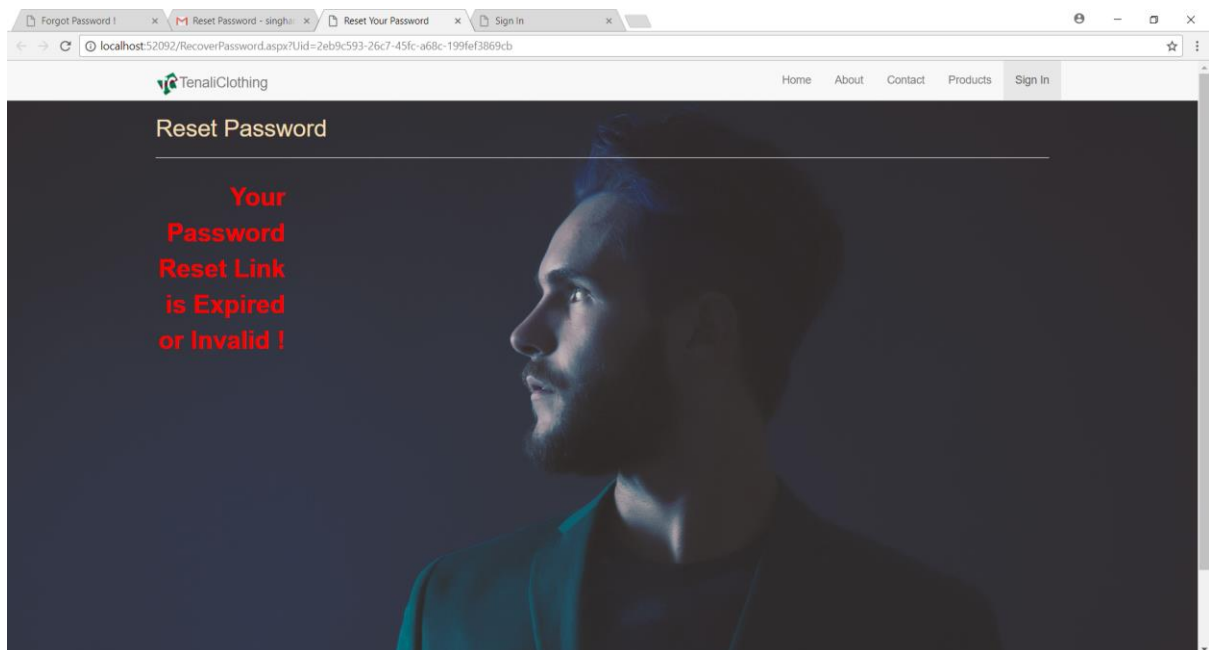 Forgot Password !
Reset Password - singha
Reset Your Password
Sign In
localhost:52092/RecoverPassword.aspx?Uid=2eb9c593-26c7-45fc-a68c-199fef3869cb
TenaliClothing
Home About Contact Products Sign In
Reset Password
Your
Password
Reset Link
is Expired
or Invalid !